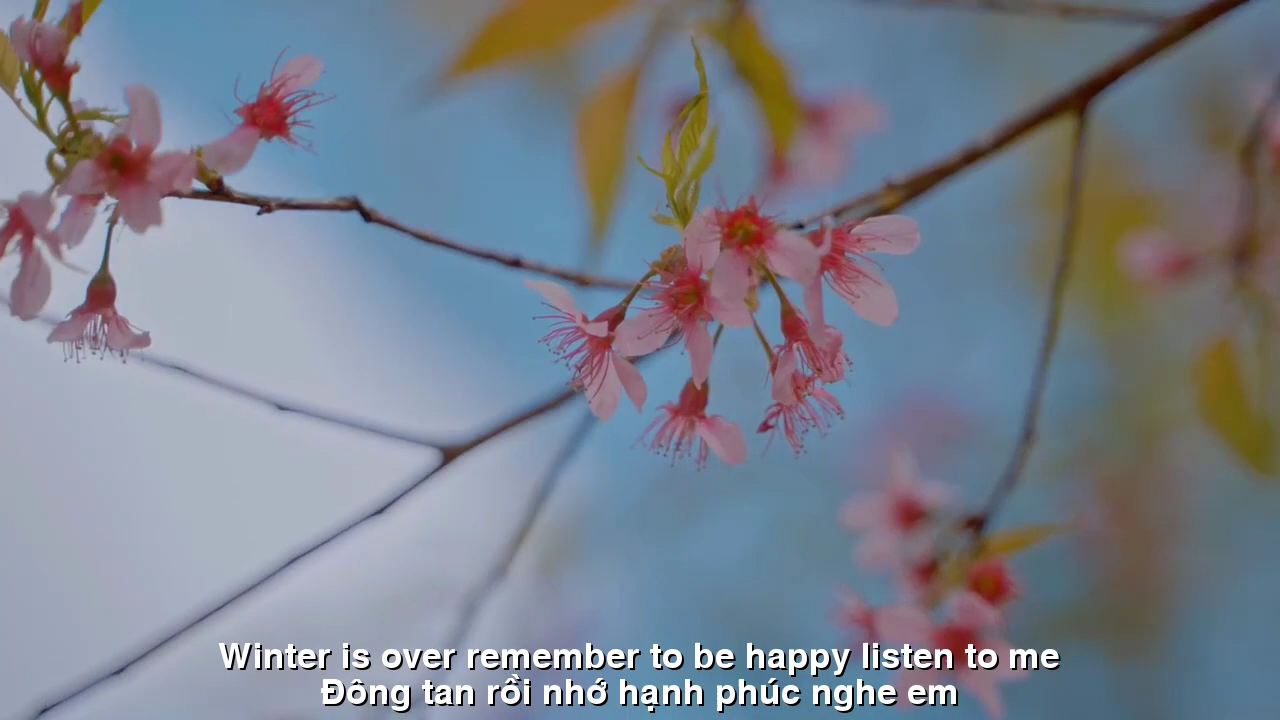 Winter is over remember to be happy listen to me
Đông tan rồi nhớ hạnh phúc nghe em